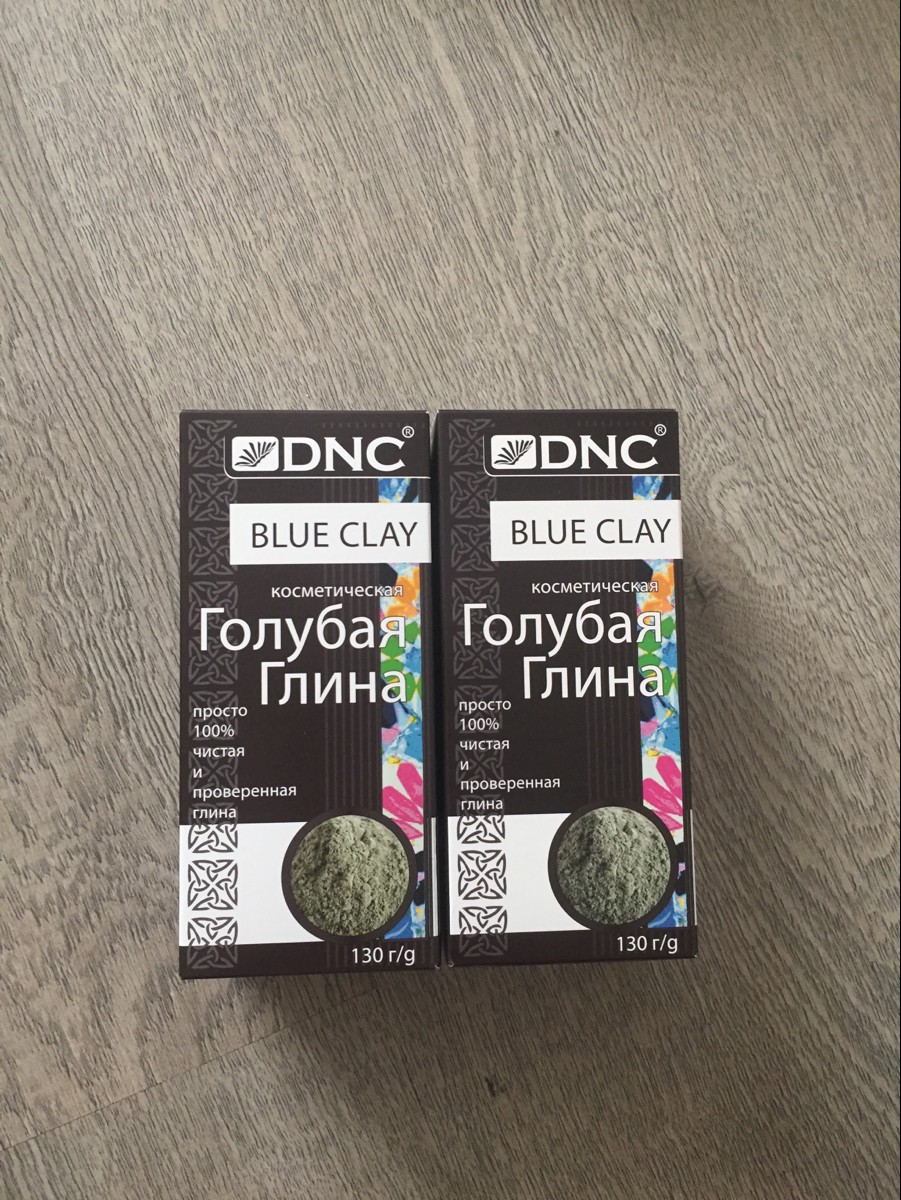 DNC®
BLUE CLAY
косметическая
Голубая
Глина
просто
100%
чистая
и
проверенная
глина
130 г/g
DNC®
BLUE CLAY
косметическая
Голубая
Глина
просто
100%
чистая
и
проверенная
глина
130 г/g